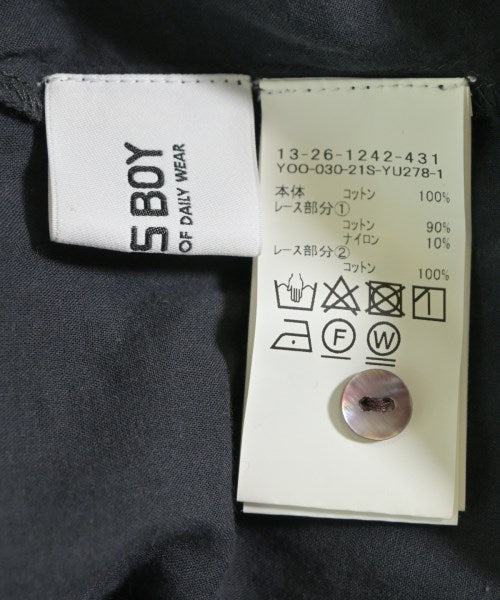 S BOY
OF DAILY WEAR
13-26-1242-431
YOO-030-21S-YU278-1
本体 コットン 100%
レース部分①
コットン 90%
ナイロン 10%
レース部分②
コットン 100%
F W